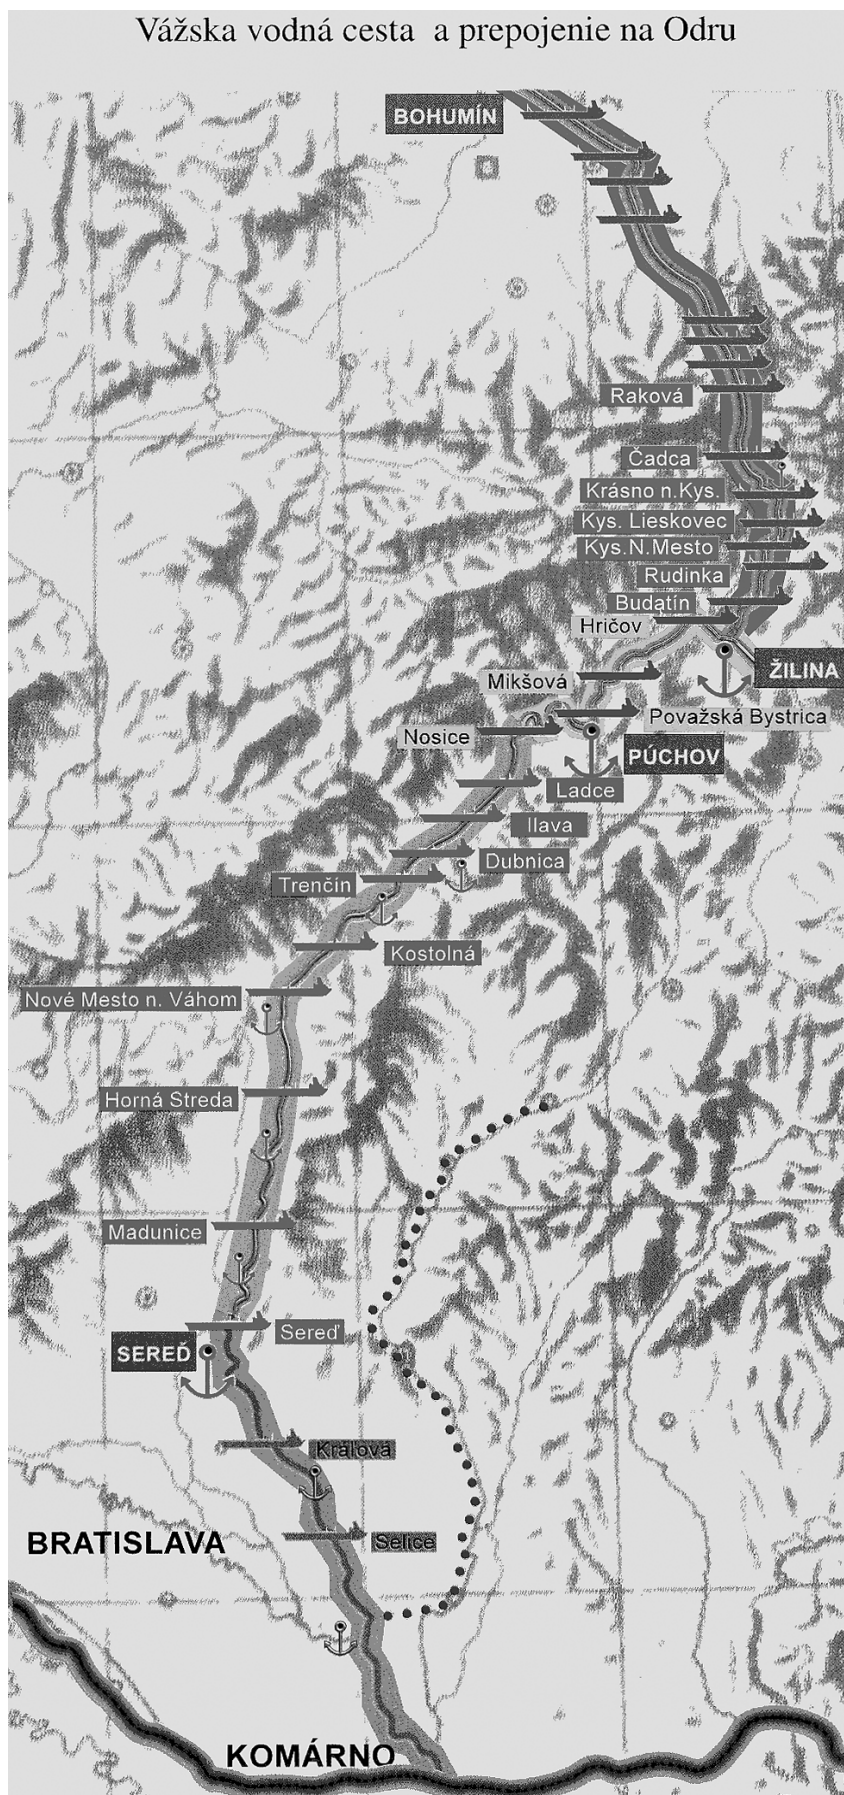 Vážska vodná cesta a prepojenie na Odru
BOHUMÍN
Raková
Čadca
Krásno n.Kys.
Kys. Lieskovec
Kys.N.Mesto
Rudinka
Budatín
Hričov
ŽILINA
Mikšová
Považská Bystrica
Nosice
PÚCHOV
Ladce
Ilava
Dubnica
Trenčín
Kostolná
Nové Mesto n. Váhom
Horná Streda
Madunice
Sereď
SEREĎ
Kráľová
Selice
BRATISLAVA
KOMÁRNO